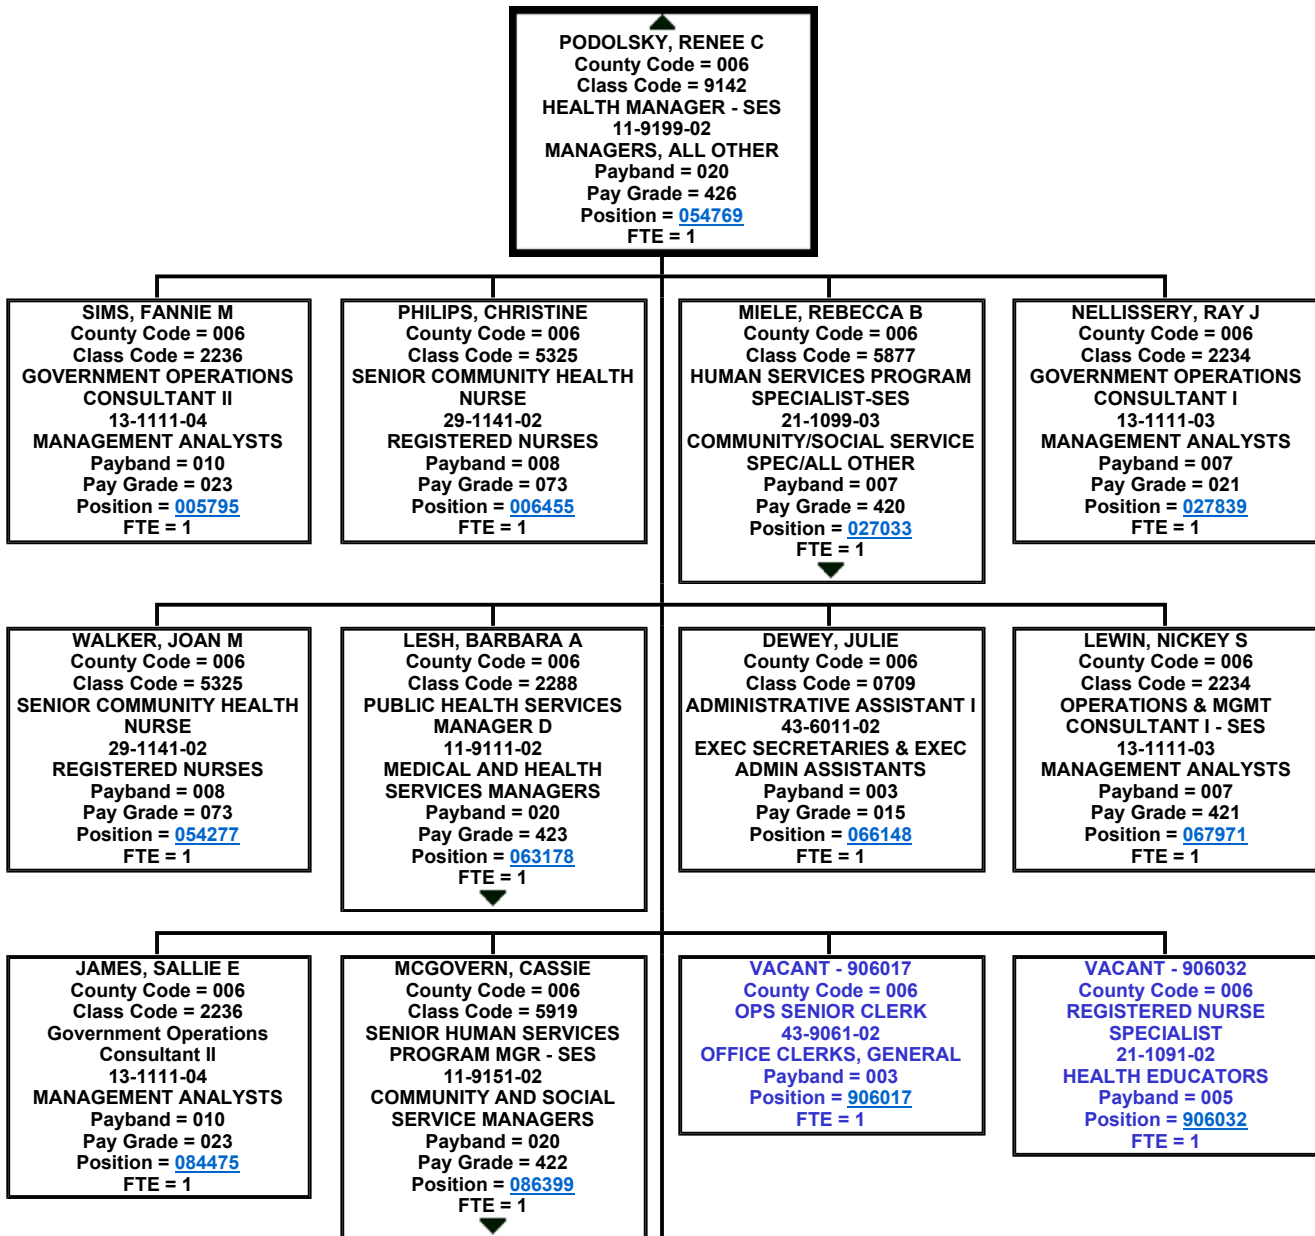 PODOLSKY, RENEE C
County Code = 006
Class Code = 9142
HEALTH MANAGER - SES
11-9199-02
MANAGERS, ALL OTHER
Payband = 020
Pay Grade = 426
Position = 054769
FTE = 1
SIMS, FANNIE M
County Code = 006
Class Code = 2236
GOVERNMENT OPERATIONS
CONSULTANT II
13-1111-04
MANAGEMENT ANALYSTS
Payband = 010
Pay Grade = 023
Position = 005795
FTE = 1
PHILIPS, CHRISTINE
County Code = 006
Class Code = 5325
SENIOR COMMUNITY HEALTH
NURSE
29-1141-02
REGISTERED NURSES
Payband = 008
Pay Grade = 073
Position = 006455
FTE = 1
MIELE, REBECCA B
County Code = 006
Class Code = 5877
HUMAN SERVICES PROGRAM
SPECIALIST-SES
21-1099-03
COMMUNITY/SOCIAL SERVICE
SPEC/ALL OTHER
Payband = 007
Pay Grade = 420
Position = 027033
FTE = 1
NELLISSERY, RAY J
County Code = 006
Class Code = 2234
GOVERNMENT OPERATIONS
CONSULTANT I
13-1111-03
MANAGEMENT ANALYSTS
Payband = 007
Pay Grade = 021
Position = 027839
FTE = 1
WALKER, JOAN M
County Code = 006
Class Code = 5325
SENIOR COMMUNITY HEALTH
NURSE
29-1141-02
REGISTERED NURSES
Payband = 008
Pay Grade = 073
Position = 054277
FTE = 1
LESH, BARBARA A
County Code = 006
Class Code = 2288
PUBLIC HEALTH SERVICES
MANAGER D
11-9111-02
MEDICAL AND HEALTH
SERVICES MANAGERS
Payband = 020
Pay Grade = 423
Position = 063178
FTE = 1
DEWEY, JULIE
County Code = 006
Class Code = 0709
ADMINISTRATIVE ASSISTANT I
43-6011-02
EXEC SECRETARIES & EXEC
ADMIN ASSISTANTS
Payband = 003
Pay Grade = 015
Position = 066148
FTE = 1
LEWIN, NICKEY S
County Code = 006
Class Code = 2234
OPERATIONS & MGMT
CONSULTANT I - SES
13-1111-03
MANAGEMENT ANALYSTS
Payband = 007
Pay Grade = 421
Position = 067971
FTE = 1
JAMES, SALLIE E
County Code = 006
Class Code = 2236
Government Operations
Consultant II
13-1111-04
MANAGEMENT ANALYSTS
Payband = 010
Pay Grade = 023
Position = 084475
FTE = 1
MCGOVERN, CASSIE
County Code = 006
Class Code = 5919
SENIOR HUMAN SERVICES
PROGRAM MGR - SES
11-9151-02
COMMUNITY AND SOCIAL
SERVICE MANAGERS
Payband = 020
Pay Grade = 422
Position = 086399
FTE = 1
VACANT - 906017
County Code = 006
OPS SENIOR CLERK
43-9061-02
OFFICE CLERKS, GENERAL
Payband = 003
Position = 906017
FTE = 1
VACANT - 906032
County Code = 006
REGISTERED NURSE
SPECIALIST
21-1091-02
HEALTH EDUCATORS
Payband = 005
Position = 906032
FTE = 1